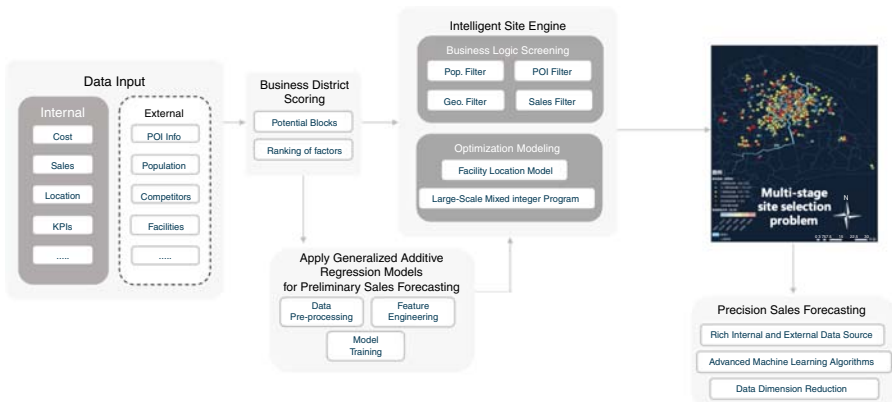 Data Input
Internal
Cost
Sales
Location
KPIs
.....
External
POI Info
Population
Competitors
Facilities
.....
Business District
Scoring
Potential Blocks
Ranking of factors
Apply Generalized Additive
Regression Models
for Preliminary Sales Forecasting
Data
Pre-processing
Feature
Engineering
Model
Training
Intelligent Site Engine
Business Logic Screening
Pop. Filter
POI Filter
Geo. Filter
Sales Filter
Optimization Modeling
Facility Location Model
Large-Scale Mixed integer Program
Multi-stage
site selection
problem
N
Precision Sales Forecasting
Rich Internal and External Data Source
Advanced Machine Learning Algorithms
Data Dimension Reduction